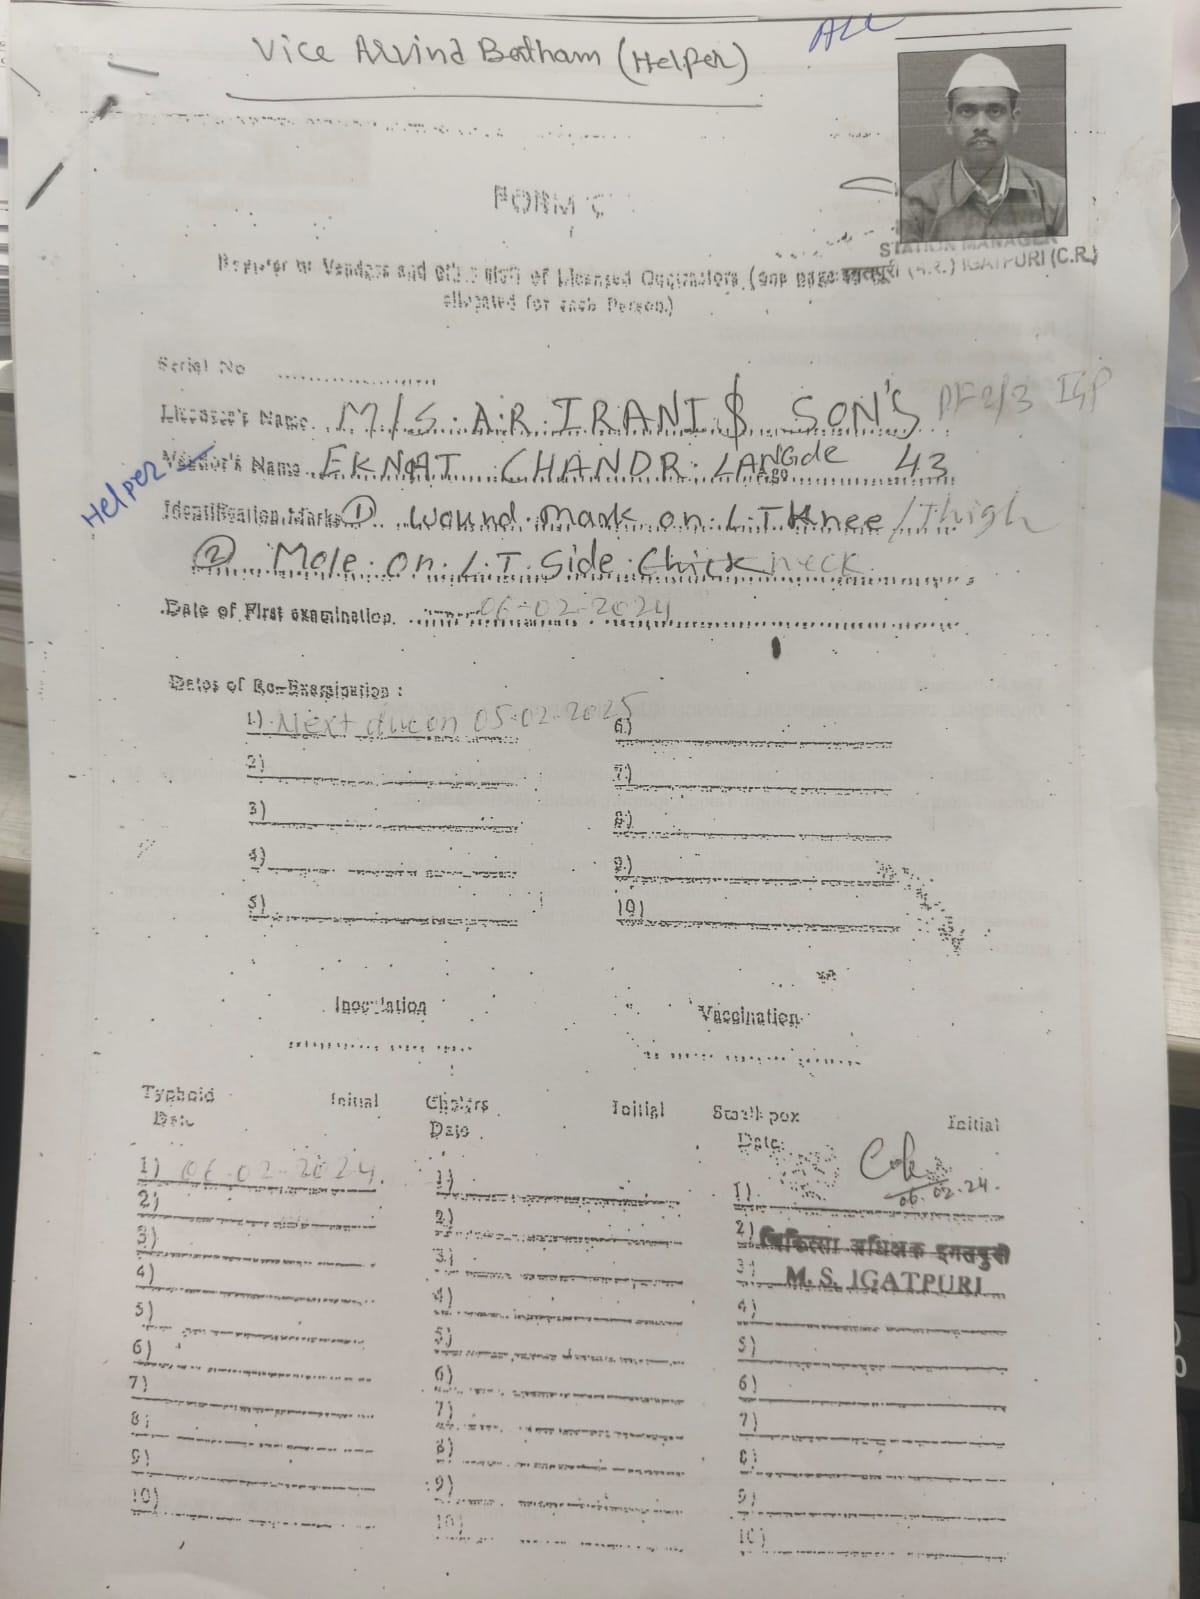 Vice Arvind Batham (Helper)
FORM C
STATION MANAGER
इगतपुरी (म.रे.) IGATPURI (C.R.)
Register of Vendors and other staff of Licensed Contractors (one page
allocated for each Person.)
Serial No
Licensee's Name. M/S. A.R. IRANI & SON'S PF 2/3 IGP
Helper
Vendor's Name EKNAT CHANDR. LANGde Age 43
Identification Marks ① Wound mark on L.T Knee / Thigh
② Mole on L.T. Side neck
Date of First examination. 06-02-2024
Dates of Re-Examination :
1) Next due on 05-02-2025 6)
2) 7)
3) 8)
4) 9)
5) 10)
Inoculation Vaccination
Typhoid Initial Cholera Initial Small pox Initial
Date Date Date
1) 06-02-2024. 1) 1) 06.02.24.
2) 2) 2) चिकित्सा अधिक्षक इगतपुरी
3) 3) 3) M. S. IGATPURI
4) 4) 4)
5) 5) 5)
6) 6) 6)
7) 7) 7)
8) 8) 8)
9) 9) 9)
10) 10) 10)